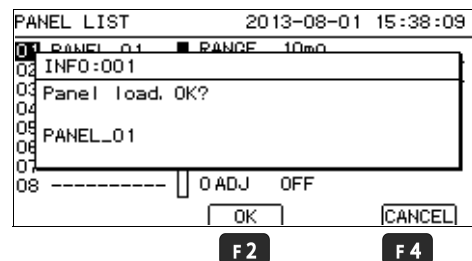 PANEL LIST 2013-08-01 15:38:09
01 PANEL_01 RANGE 10mΩ
02
INFO:001
03
Panel load. OK?
04
05
PANEL_01
06
07
08 ---------- 0 ADJ OFF
OK CANCEL
F2 F4